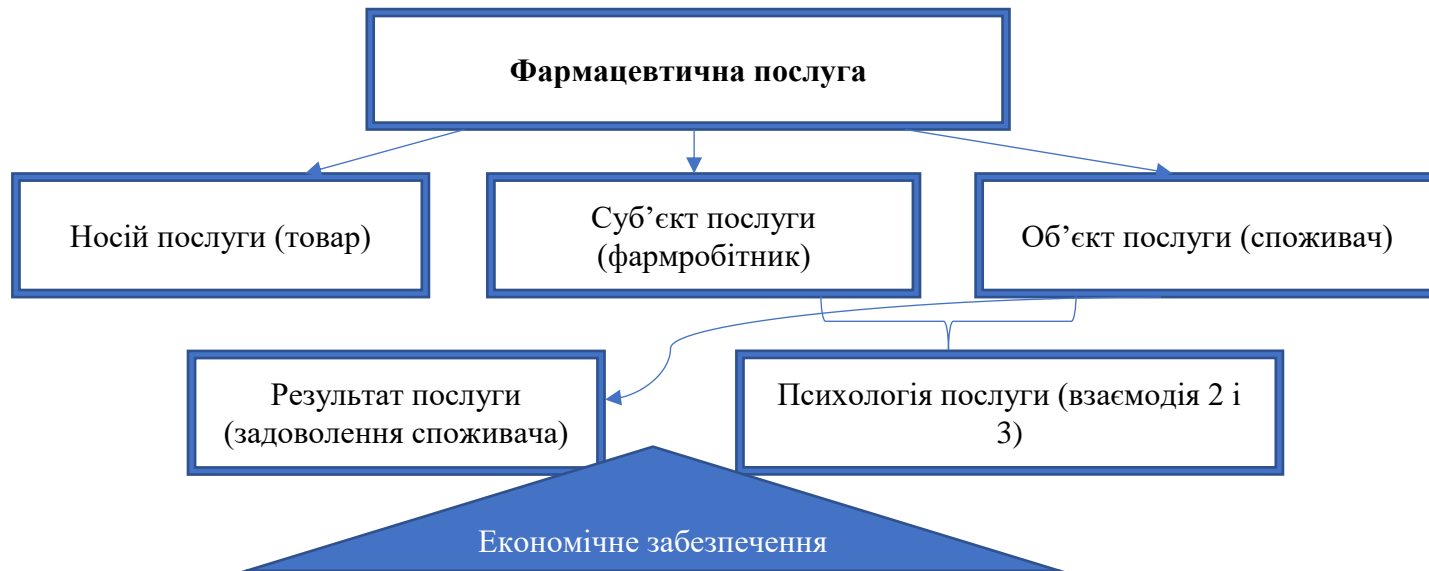 Фармацевтична послуга
Носій послуги (товар)
Суб’єкт послуги
(фармробітник)
Об’єкт послуги (споживач)
Результат послуги
(задоволення споживача)
Психологія послуги (взаємодія 2 і
3)
Економічне забезпечення